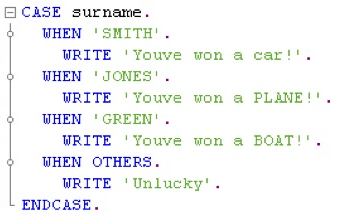 CASE surname.
WHEN 'SMITH'.
WRITE 'Youve won a car!'.
WHEN 'JONES'.
WRITE 'Youve won a PLANE!'.
WHEN 'GREEN'.
WRITE 'Youve won a BOAT!'.
WHEN OTHERS.
WRITE 'Unlucky'.
ENDCASE.